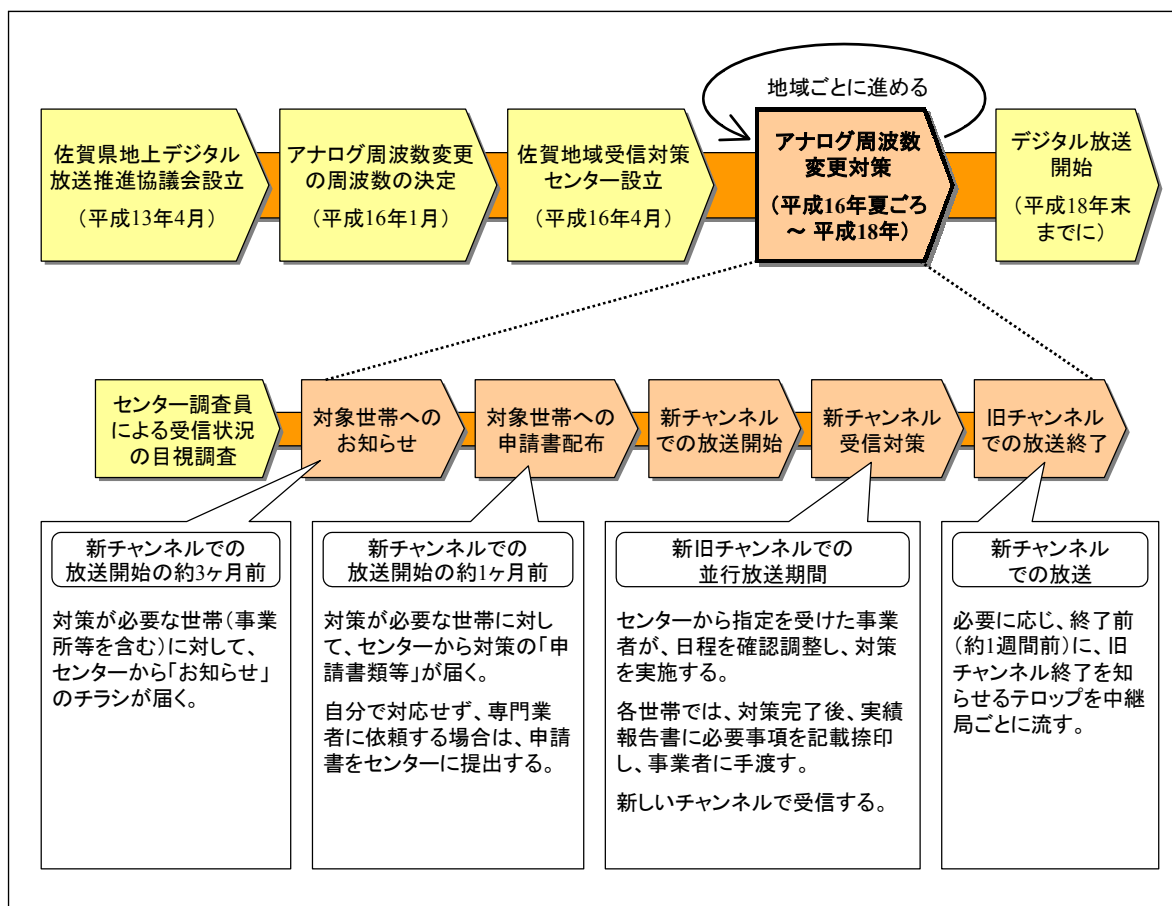 地域ごとに進める
佐賀県地上デジタル
放送推進協議会設立
（平成13年4月）
アナログ周波数変更
の周波数の決定
（平成16年1月）
佐賀地域受信対策
センター設立
（平成16年4月）
アナログ周波数
変更対策
（平成16年夏ごろ
～ 平成18年）
デジタル放送
開始
（平成18年末
までに）
センター調査員
による受信状況
の目視調査
対象世帯への
お知らせ
対象世帯への
申請書配布
新チャンネル
での放送開始
新チャンネル
受信対策
旧チャンネル
での放送終了
新チャンネルでの
放送開始の約3ヶ月前
対策が必要な世帯（事業
所等を含む）に対して、
センターから「お知らせ」
のチラシが届く。
新チャンネルでの
放送開始の約1ヶ月前
対策が必要な世帯に対し
て、センターから対策の「申
請書類等」が届く。
自分で対応せず、専門業
者に依頼する場合は、申請
書をセンターに提出する。
新旧チャンネルでの
並行放送期間
センターから指定を受けた事業
者が、日程を確認調整し、対策
を実施する。
各世帯では、対策完了後、実績
報告書に必要事項を記載捺印
し、事業者に手渡す。
新しいチャンネルで受信する。
新チャンネル
での放送
必要に応じ、終了前
（約1週間前）に、旧
チャンネル終了を知
らせるテロップを中継
局ごとに流す。